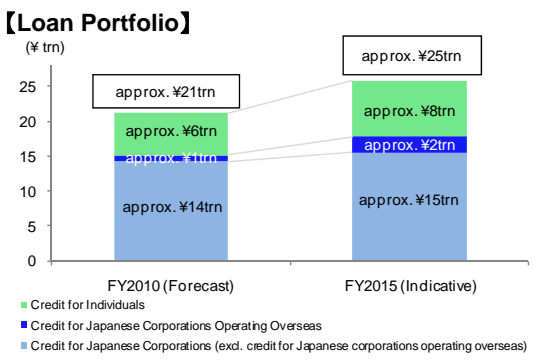 【Loan Portfolio】
(¥ trn)
approx. ¥25trn
approx. ¥21trn
25
20
15
10
5
0
approx. ¥6trn
approx. ¥1trn
approx. ¥14trn
approx. ¥8trn
approx. ¥2trn
approx. ¥15trn
FY2010 (Forecast)
FY2015 (Indicative)
Credit for Individuals
Credit for Japanese Corporations Operating Overseas
Credit for Japanese Corporations (excl. credit for Japanese corporations operating overseas)